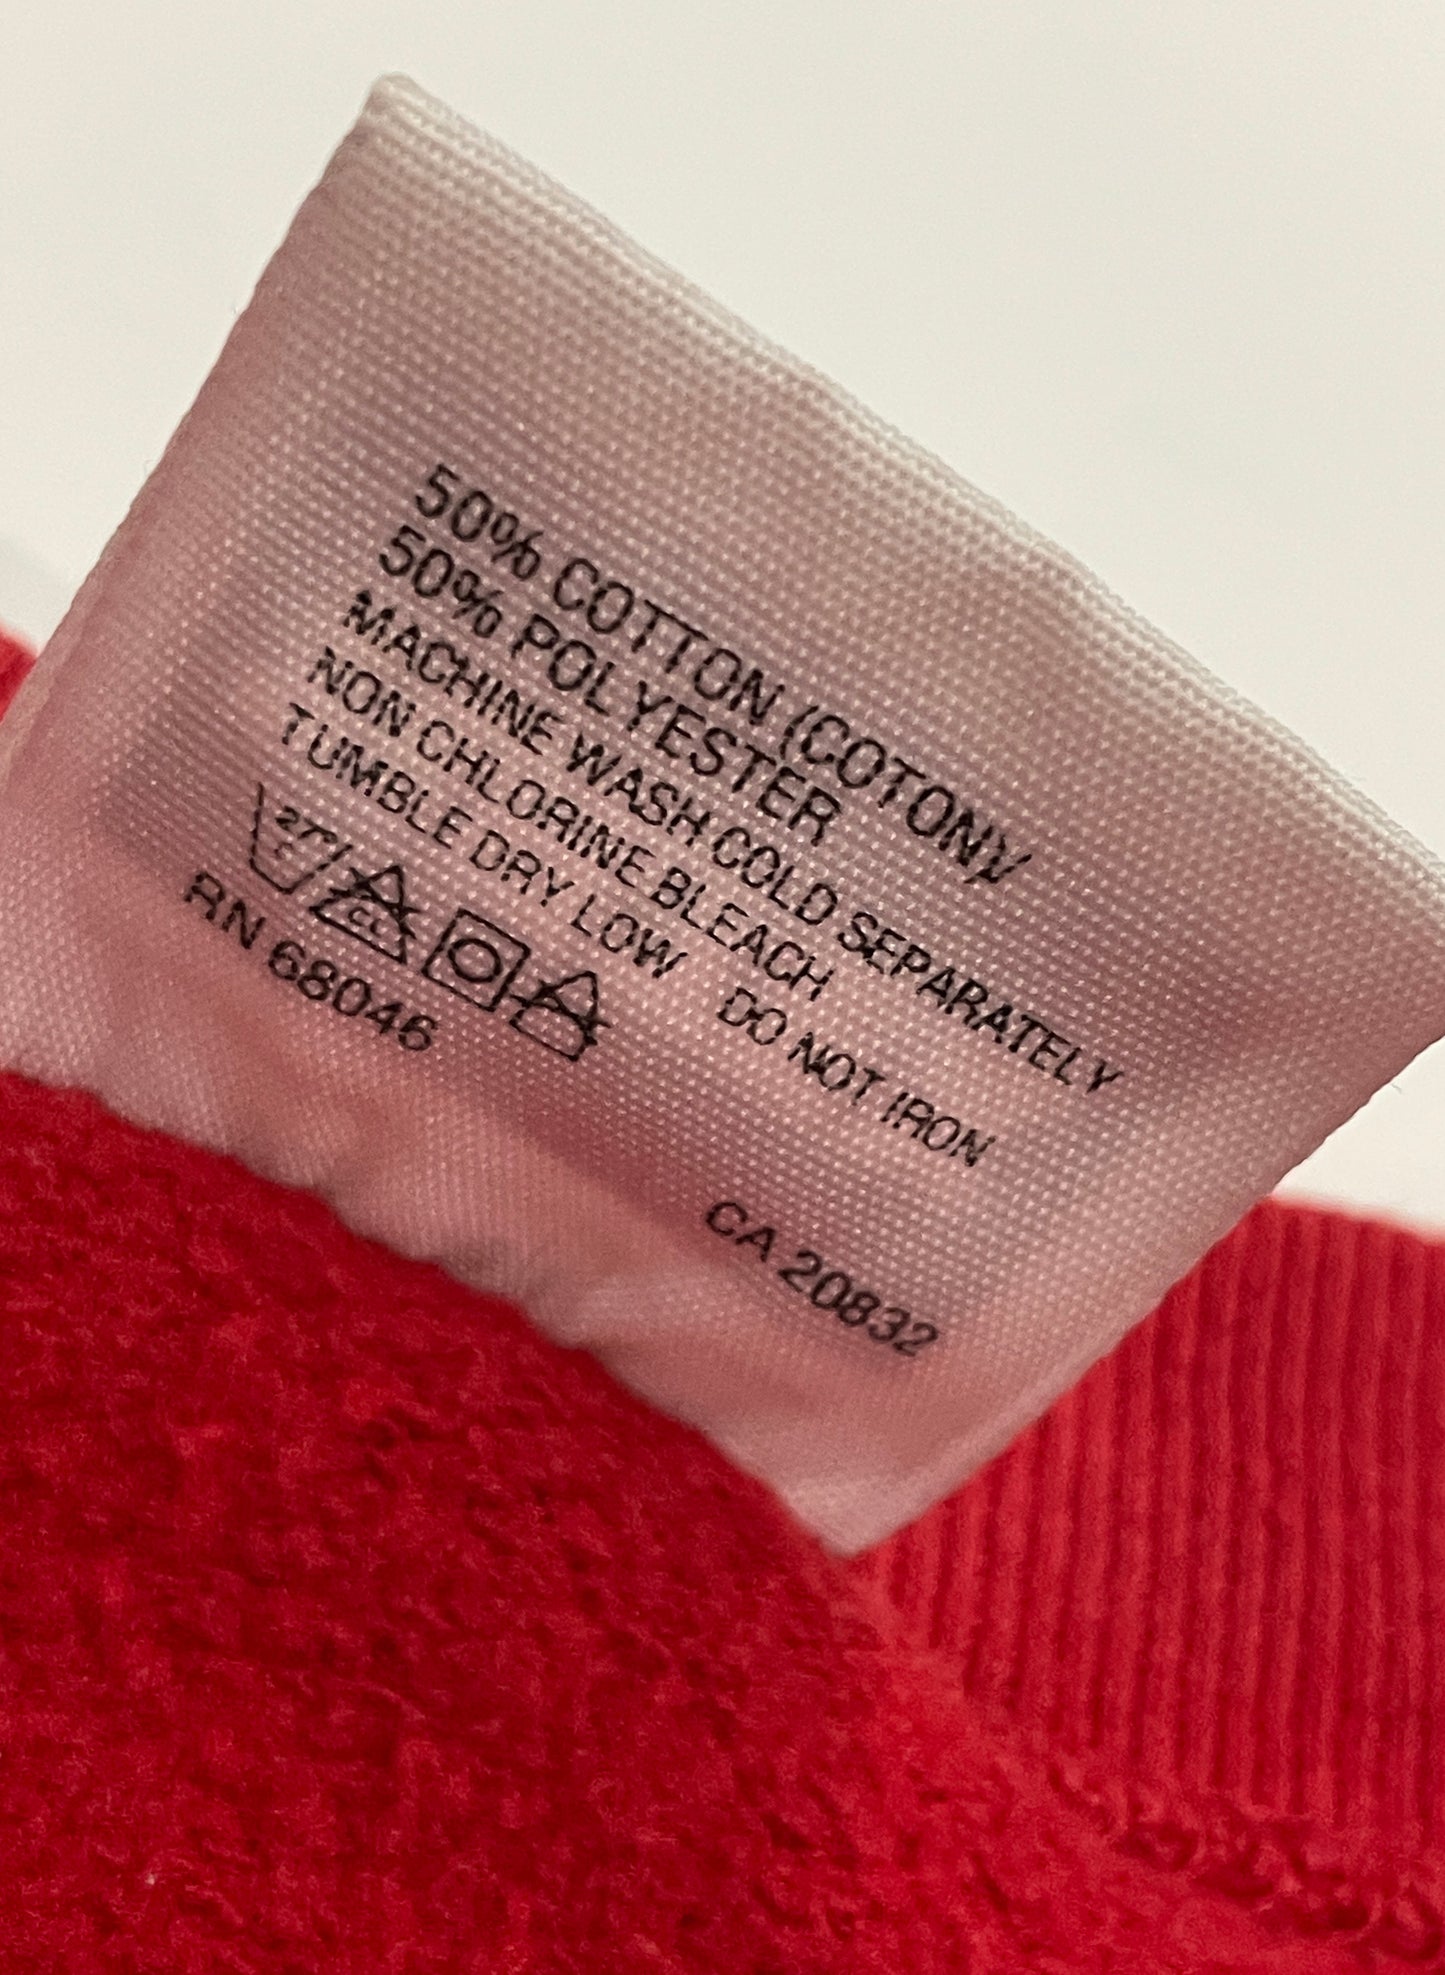 50% COTTON (COTON)/
50% POLYESTER
MACHINE WASH COLD SEPARATELY
NON CHLORINE BLEACH
TUMBLE DRY LOW DO NOT IRON
27°
C
CL
RN 68046 CA 20832